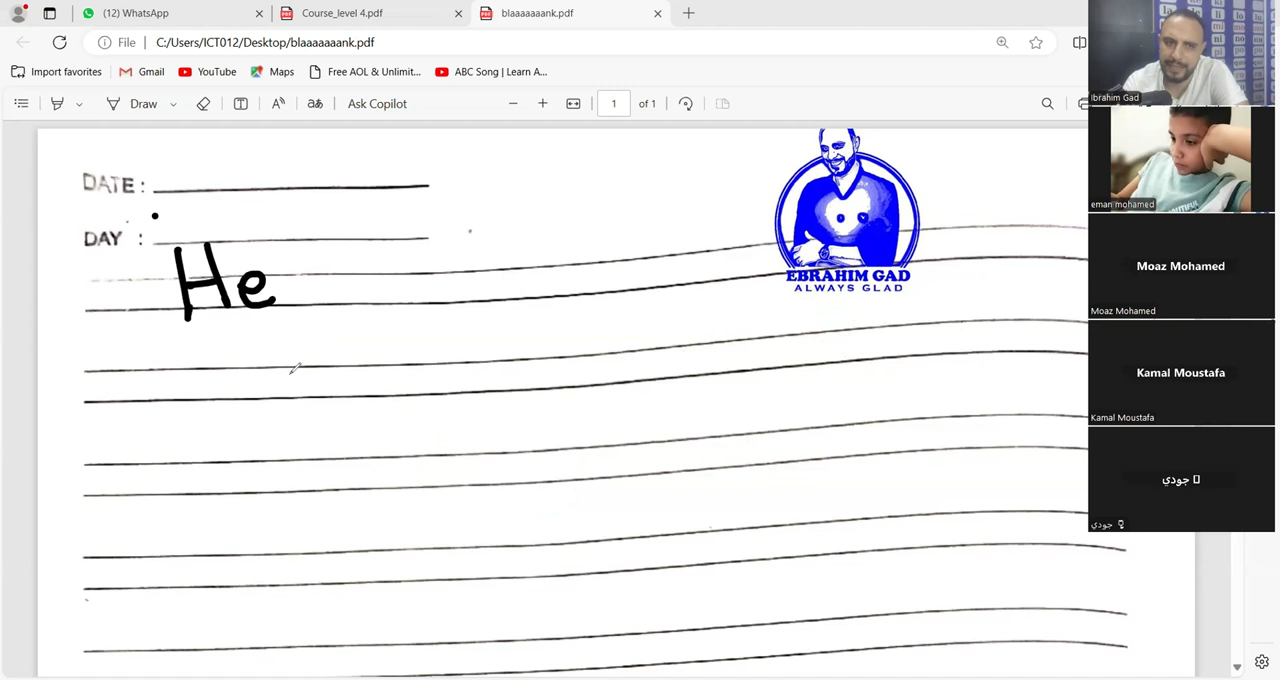 (12) WhatsApp
Course_level 4.pdf
blaaaaaaank.pdf
File
C:/Users/ICT012/Desktop/blaaaaaaank.pdf
Import favorites
Gmail
YouTube
Maps
Free AOL & Unlimit...
ABC Song | Learn A...
Draw
Ask Copilot
1 of 1
DATE:
DAY :
He
EBRAHIM GAD
ALWAYS GLAD
Ibrahim Gad
eman mohamed
Moaz Mohamed
Moaz Mohamed
Kamal Moustafa
Kamal Moustafa
جودي
جودي